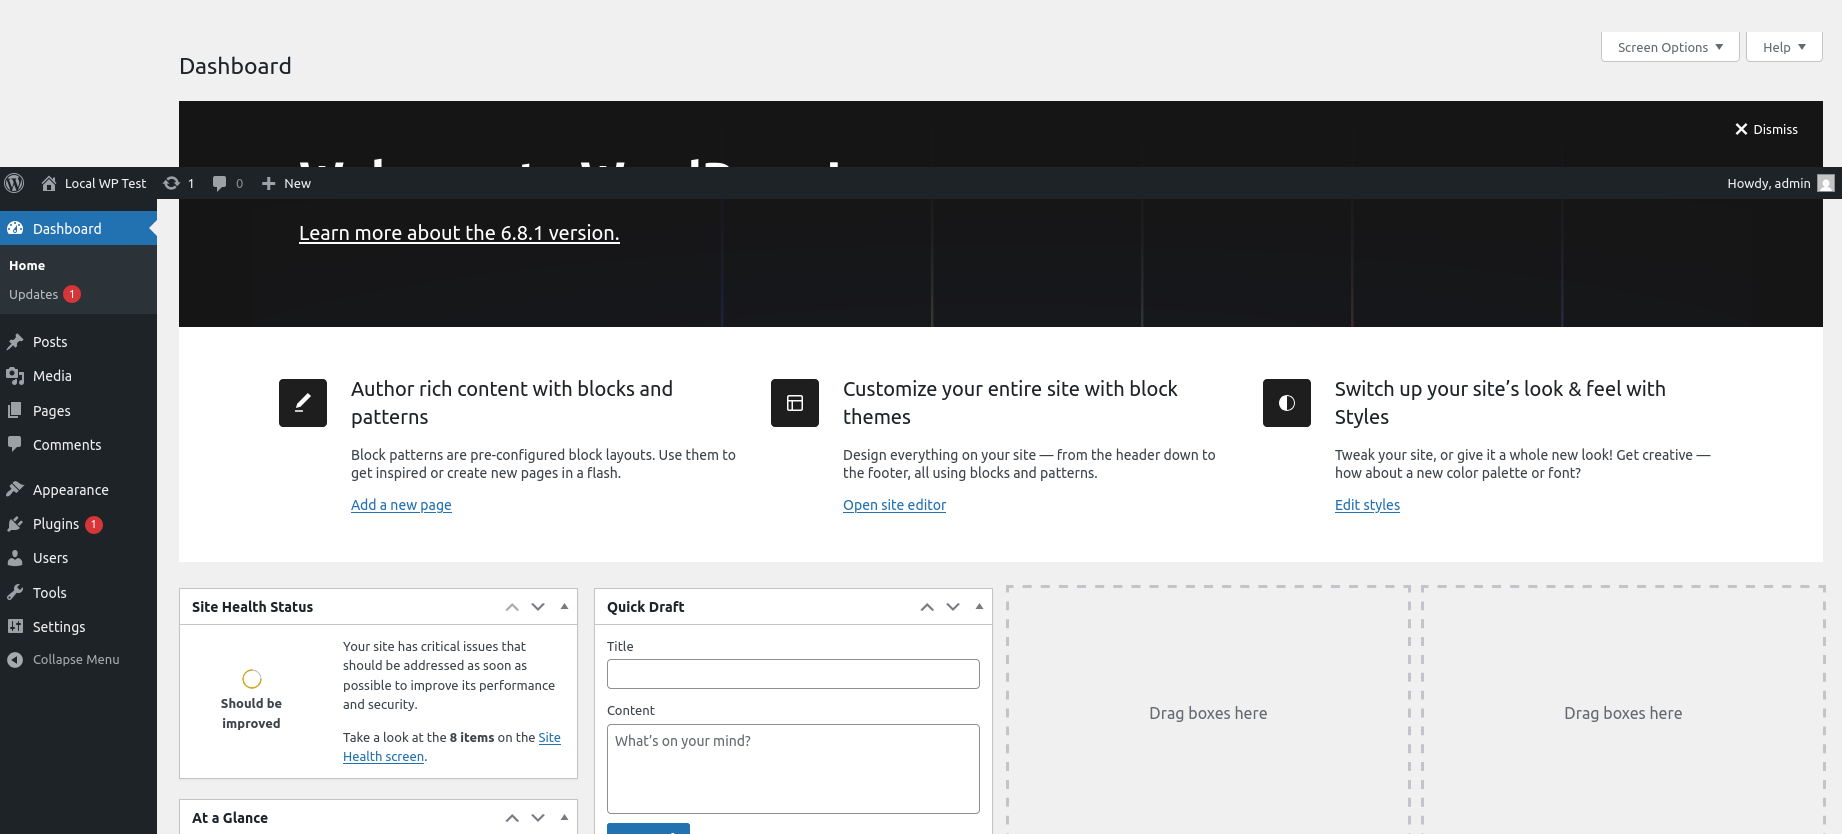 Screen Options
Help
Dashboard
Dismiss
Local WP Test
1
0
New
Howdy, admin
Dashboard
Home
Updates 1
Posts
Media
Pages
Comments
Appearance
Plugins 1
Users
Tools
Settings
Collapse Menu
Learn more about the 6.8.1 version.
Author rich content with blocks and
patterns
Block patterns are pre-configured block layouts. Use them to
get inspired or create new pages in a flash.
Add a new page
Customize your entire site with block
themes
Design everything on your site — from the header down to
the footer, all using blocks and patterns.
Open site editor
Switch up your site’s look & feel with
Styles
Tweak your site, or give it a whole new look! Get creative —
how about a new color palette or font?
Edit styles
Site Health Status
Should be
improved
Your site has critical issues that
should be addressed as soon as
possible to improve its performance
and security.
Take a look at the 8 items on the Site
Health screen.
At a Glance
Quick Draft
Title
Content
What’s on your mind?
Drag boxes here
Drag boxes here